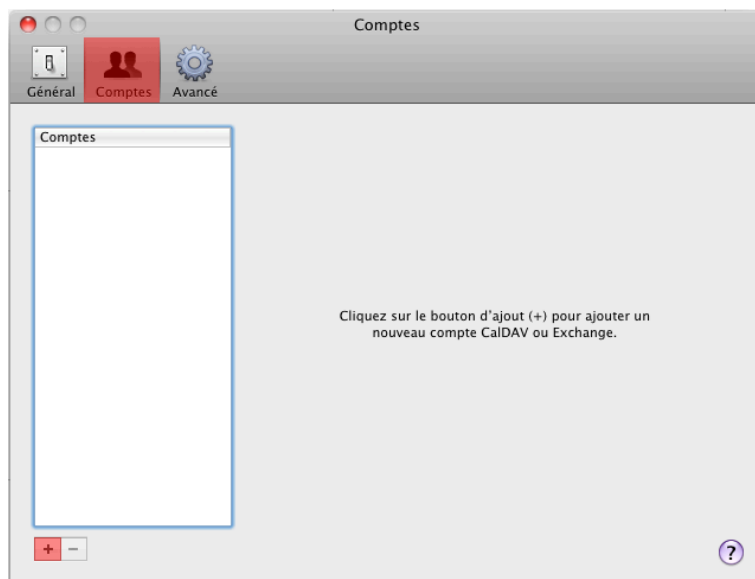 Comptes
Général Comptes Avancé
Comptes
Cliquez sur le bouton d'ajout (+) pour ajouter un
nouveau compte CalDAV ou Exchange.
+ −
?